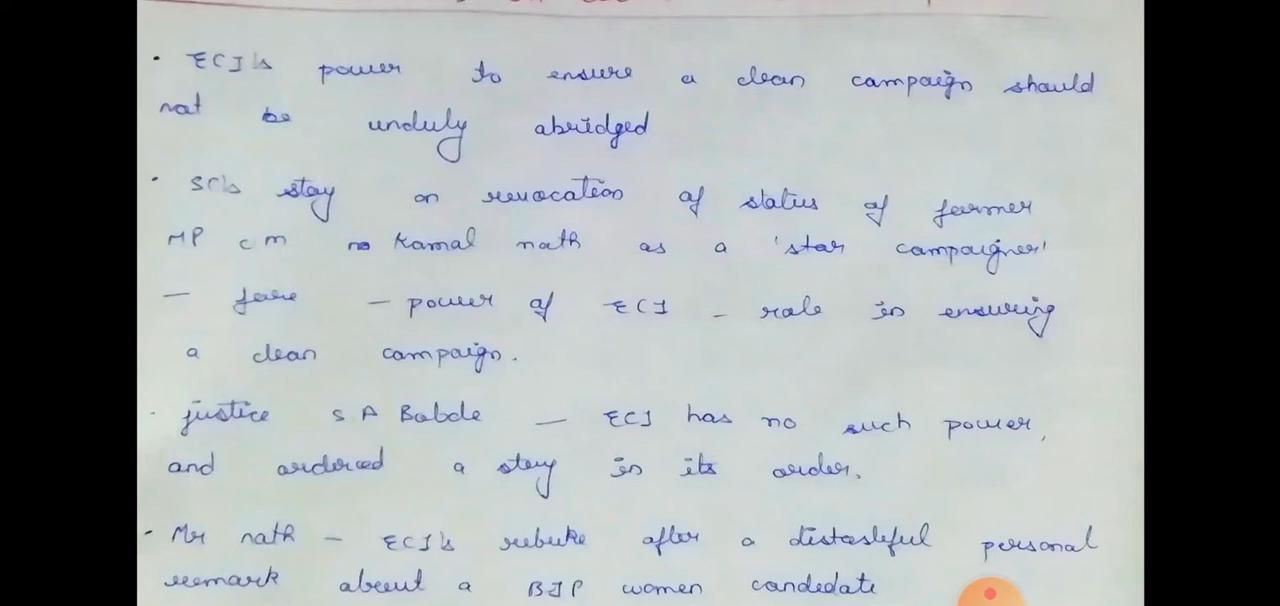 • ECI's power to ensure a clean campaign should
not be unduly abridged
• SC's stay on revocation of status of former
MP CM Kamal nath as a 'star campaigner'
— fore — power of ECI — role in ensuring
a clean campaign.
• justice S A Bobde — ECI has no such power,
and ordered a stay in its order.
• Mr nath — ECI's rebuke after a distasteful personal
remark about a BJP women candidate